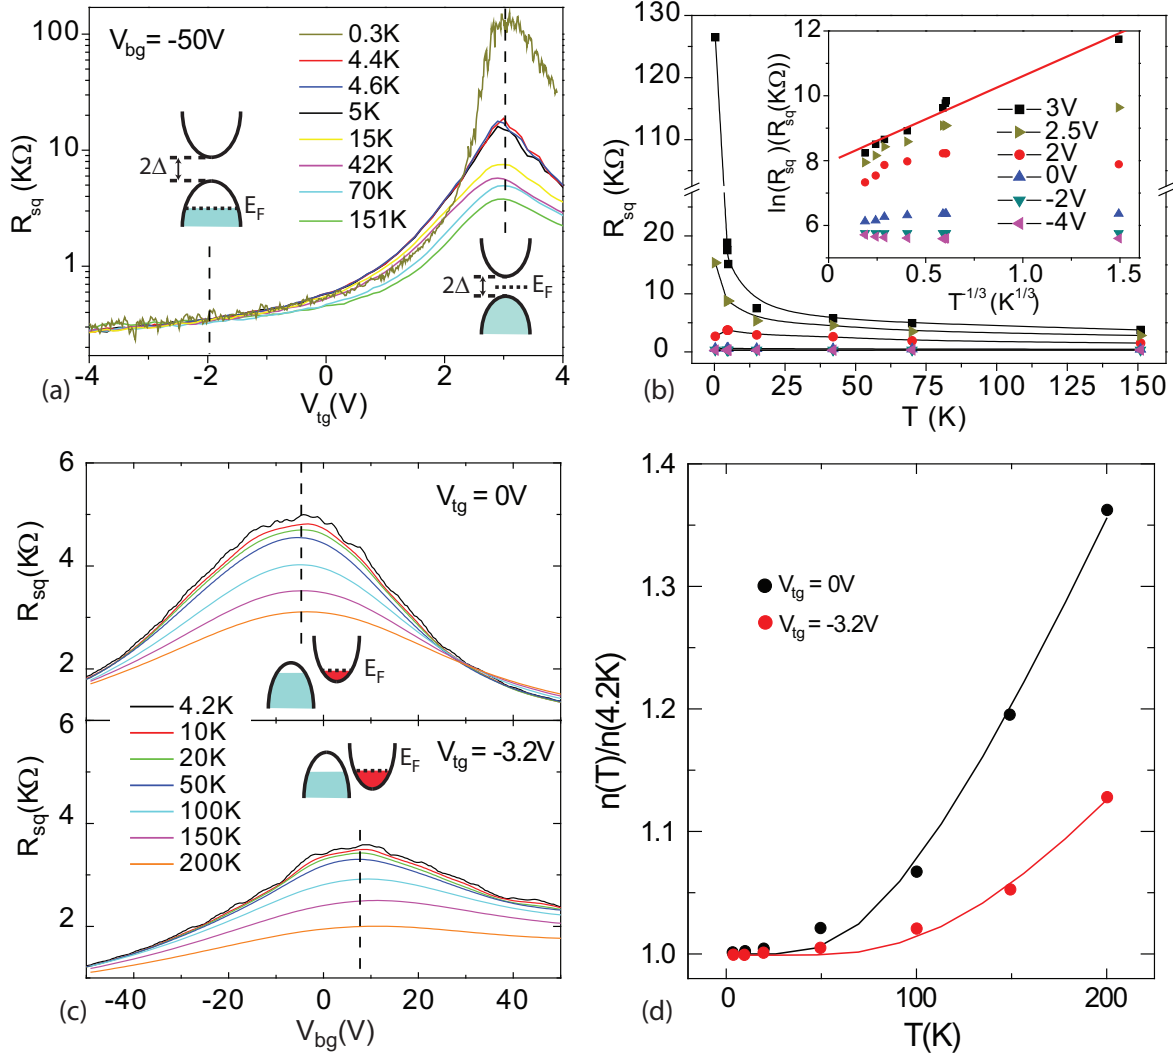 R_sq (KΩ)
100
10
1
V_bg = -50V
0.3K
4.4K
4.6K
5K
15K
42K
70K
151K
2Δ
E_F
2Δ
E_F
-4
-2
0
2
4
(a)
V_tg(V)
R_sq (KΩ)
130
125
120
115
110
20
15
10
5
0
0
25
50
75
100
125
150
(b)
T (K)
ln(R_sq)(R_sq(KΩ))
12
10
8
6
3V
2.5V
2V
0V
-2V
-4V
0.0
0.5
1.0
1.5
T^1/3 (K^1/3)
R_sq(KΩ)
6
4
2
V_tg = 0V
E_F
4.2K
10K
20K
50K
100K
150K
200K
R_sq(KΩ)
6
4
2
V_tg = -3.2V
E_F
-40
-20
0
20
40
(c)
V_bg(V)
n(T)/n(4.2K)
1.4
1.3
1.2
1.1
1.0
V_tg = 0V
V_tg = -3.2V
0
100
200
(d)
T(K)